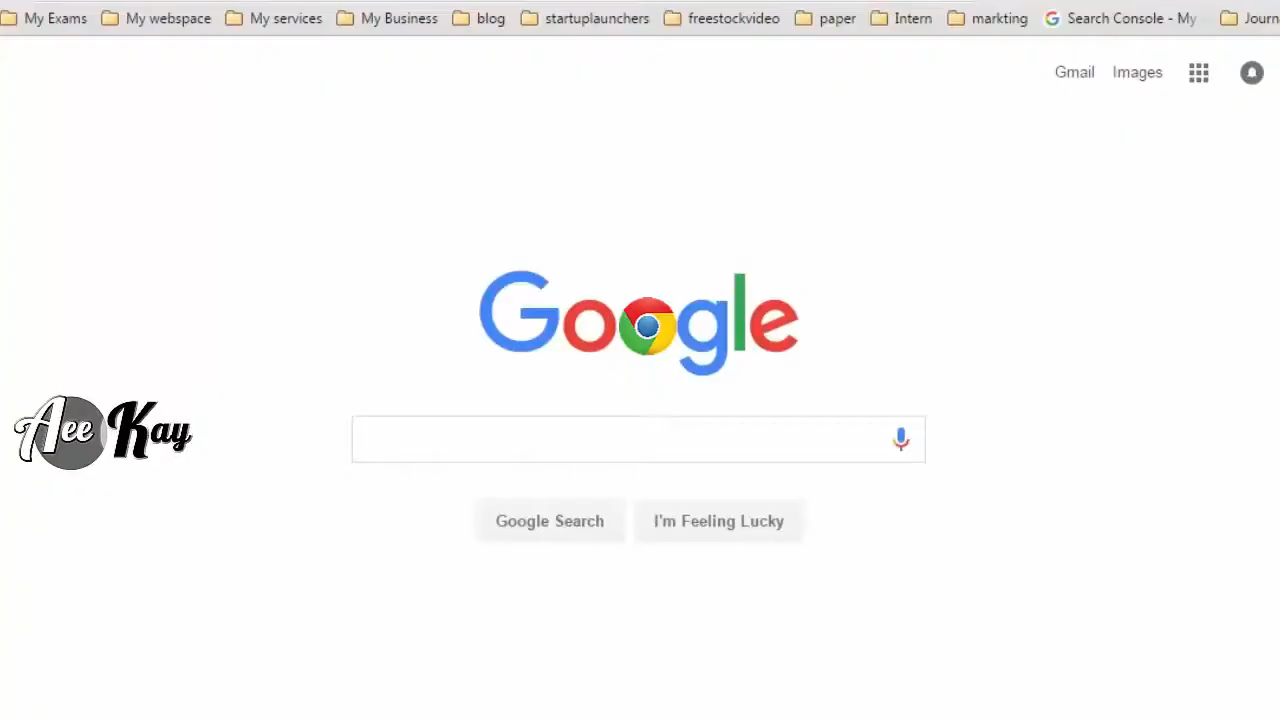 My Exams My webspace My services My Business blog startuplaunchers freestockvideo paper Intern markting Search Console - My Journ
Gmail Images
Google
Aee Kay
Google Search I'm Feeling Lucky